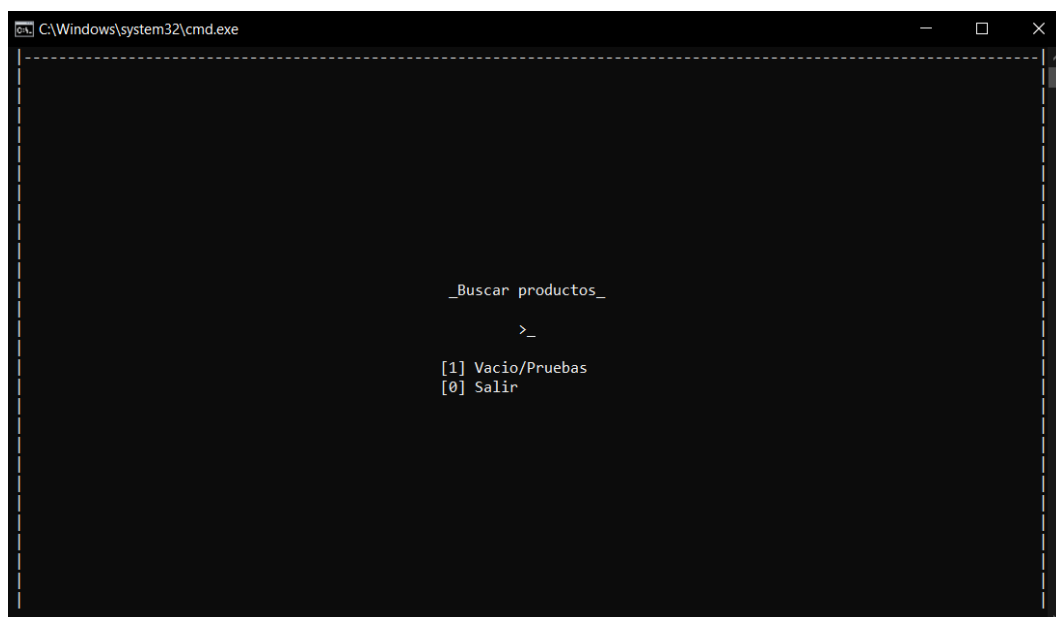 C:\Windows\system32\cmd.exe
_Buscar productos_
>_
[1] Vacio/Pruebas
[0] Salir